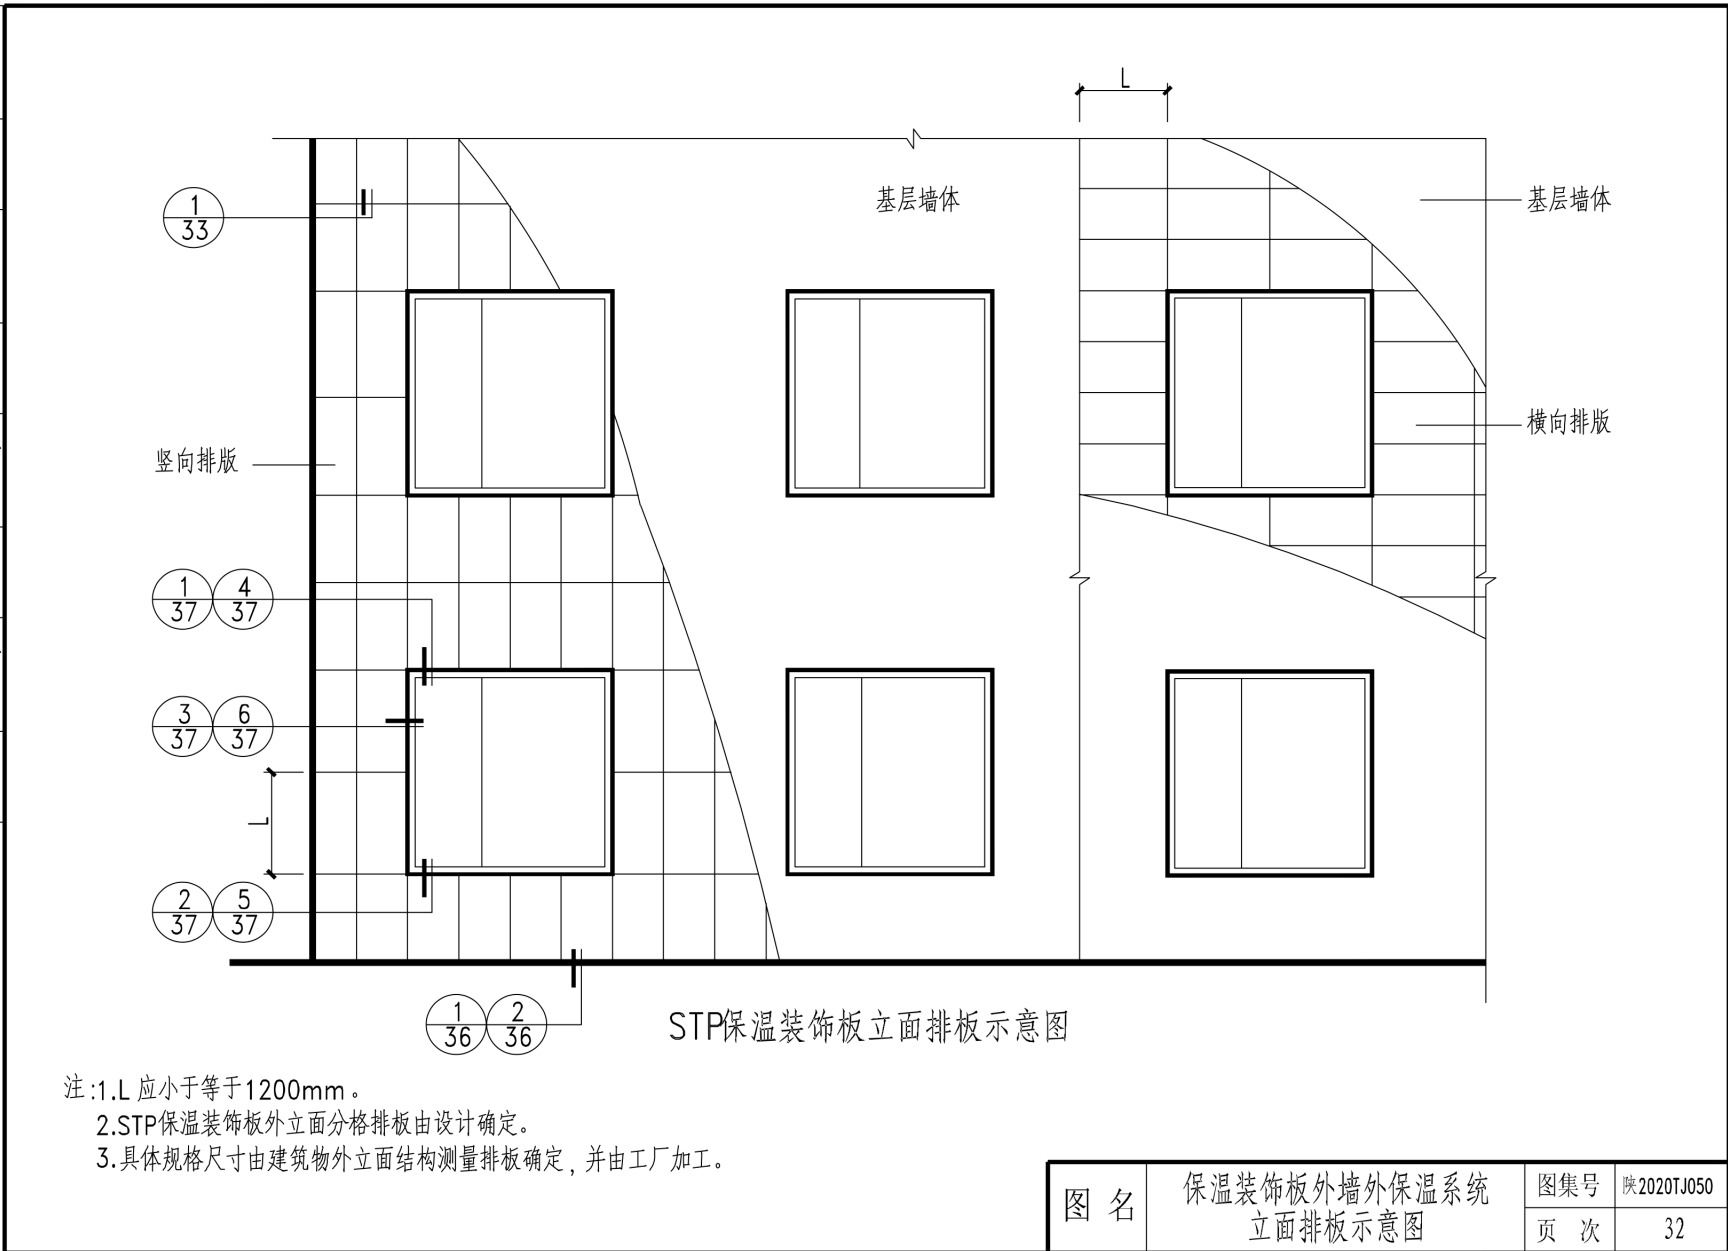 L
基层墙体
基层墙体
1
33
横向排版
竖向排版
1 4
37 37
3 6
37 37
L
2 5
37 37
1 2
36 36
STP保温装饰板立面排板示意图
注:1.L 应小于等于1200mm。
2.STP保温装饰板外立面分格排板由设计确定。
3.具体规格尺寸由建筑物外立面结构测量排板确定,并由工厂加工。
图 名
保温装饰板外墙外保温系统
立面排板示意图
图集号 陕2020TJ050
页 次 32